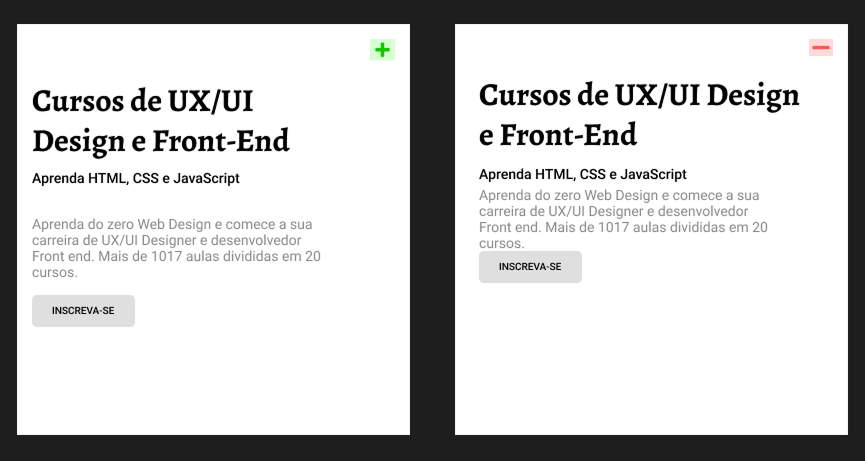 Cursos de UX/UI
Design e Front-End
Aprenda HTML, CSS e JavaScript
Aprenda do zero Web Design e comece a sua
carreira de UX/UI Designer e desenvolvedor
Front end. Mais de 1017 aulas divididas em 20
cursos.
INSCREVA-SE
Cursos de UX/UI Design
e Front-End
Aprenda HTML, CSS e JavaScript
Aprenda do zero Web Design e comece a sua
carreira de UX/UI Designer e desenvolvedor
Front end. Mais de 1017 aulas divididas em 20
cursos.
INSCREVA-SE